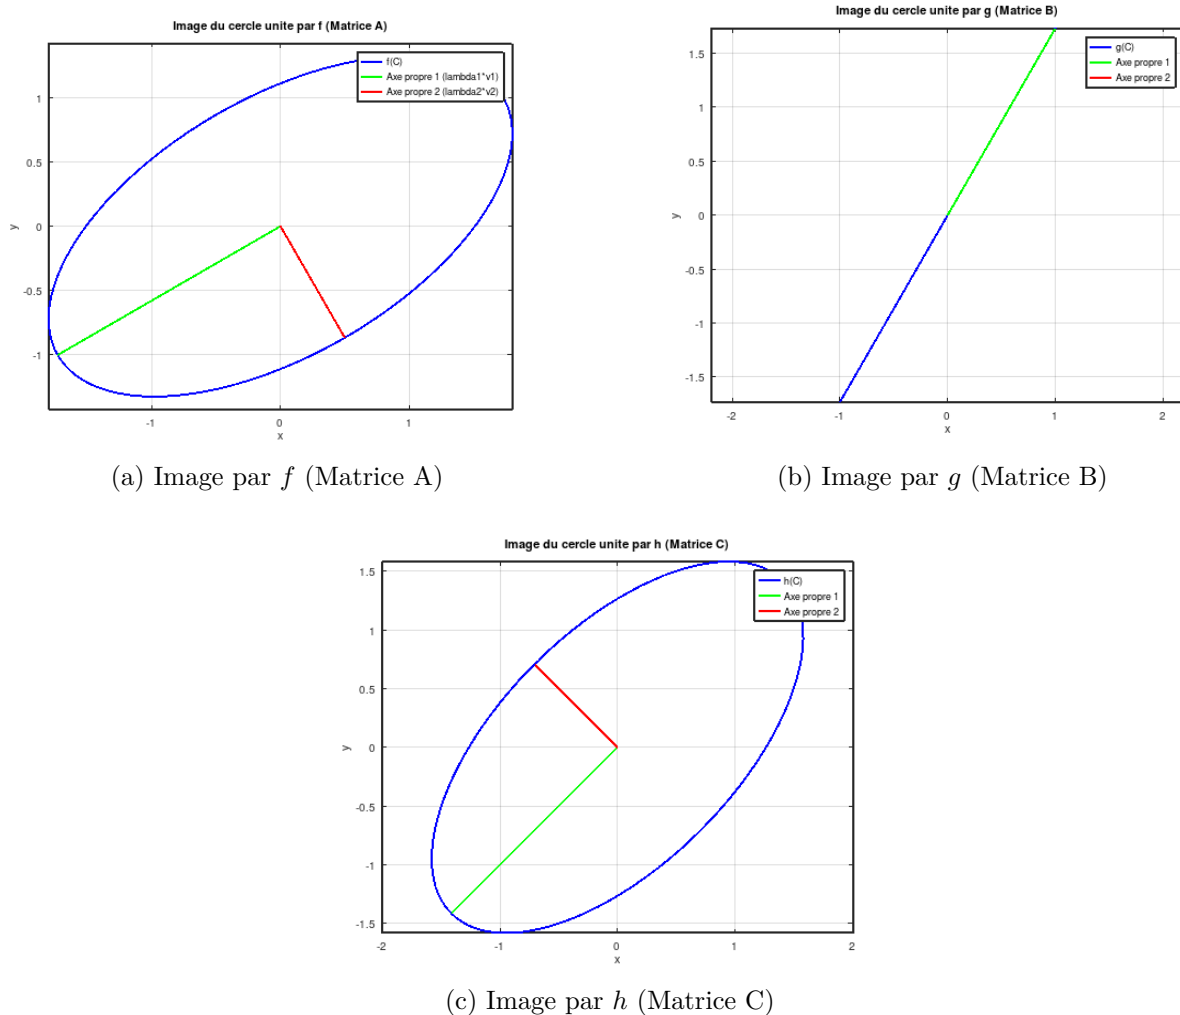 Image du cercle unite par f (Matrice A)
f(C)
Axe propre 1 (lambda1*v1)
Axe propre 2 (lambda2*v2)
1
0.5
0
-0.5
-1
y
-1
0
1
x
(a) Image par f (Matrice A)
Image du cercle unite par g (Matrice B)
g(C)
Axe propre 1
Axe propre 2
1.5
1
0.5
0
-0.5
-1
-1.5
y
-2
-1
0
1
2
x
(b) Image par g (Matrice B)
Image du cercle unite par h (Matrice C)
h(C)
Axe propre 1
Axe propre 2
1.5
1
0.5
0
-0.5
-1
-1.5
y
-2
-1
0
1
2
x
(c) Image par h (Matrice C)